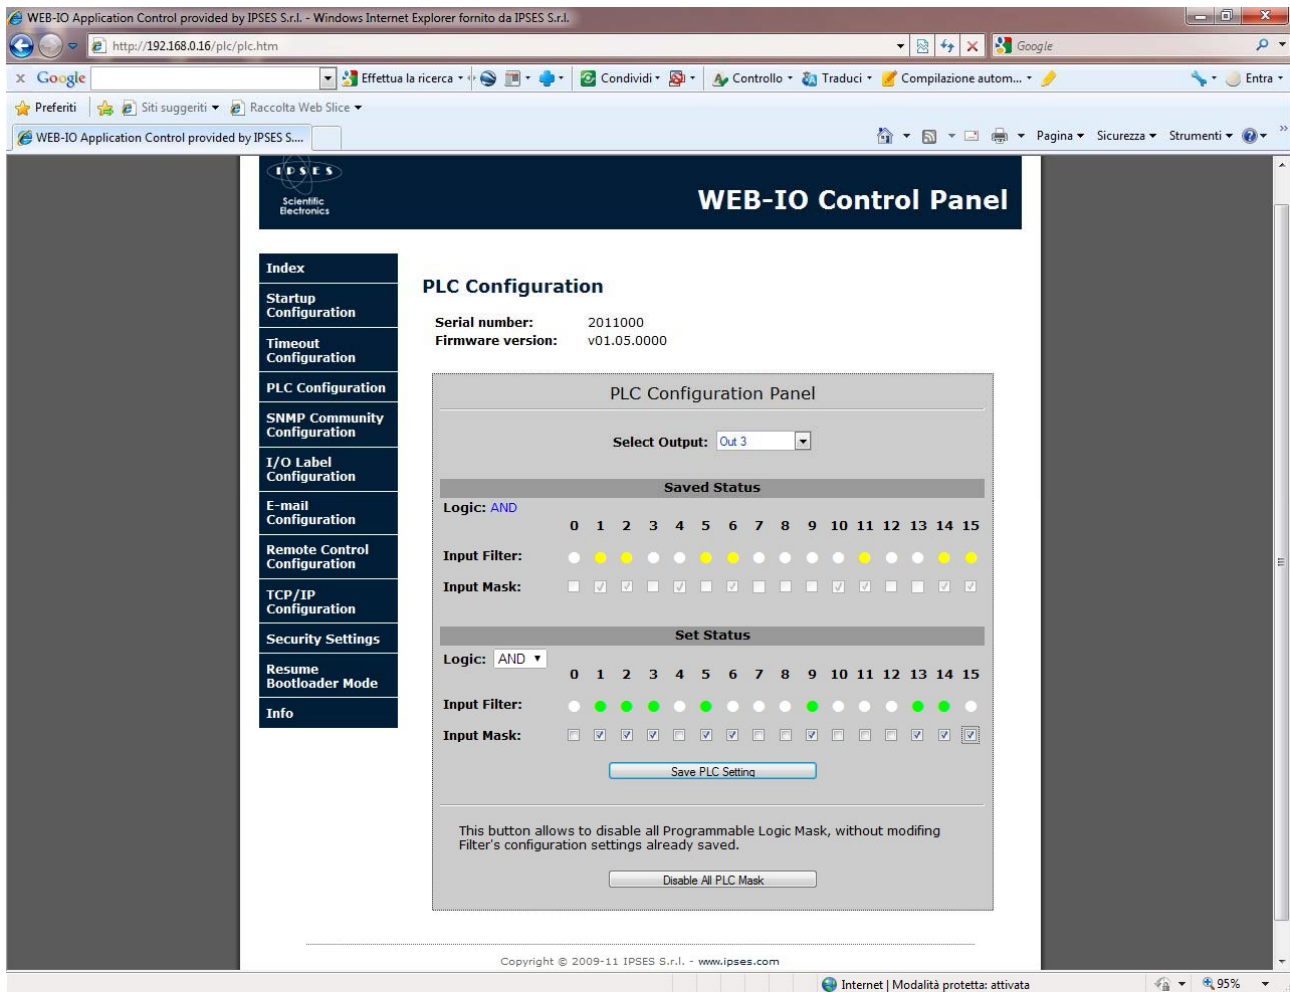 WEB-IO Application Control provided by IPSES S.r.l. - Windows Internet Explorer fornito da IPSES S.r.l.
http://192.168.0.16/plc/plc.htm
Google
x Google
Effettua la ricerca
Condividi
Controllo
Traduci
Compilazione autom...
Entra
Preferiti
Siti suggeriti
Raccolta Web Slice
WEB-IO Application Control provided by IPSES S....
Pagina
Sicurezza
Strumenti
IPSES
Scientific
Electronics
WEB-IO Control Panel
Index
Startup
Configuration
Timeout
Configuration
PLC Configuration
SNMP Community
Configuration
I/O Label
Configuration
E-mail
Configuration
Remote Control
Configuration
TCP/IP
Configuration
Security Settings
Resume
Bootloader Mode
Info
PLC Configuration
Serial number: 2011000
Firmware version: v01.05.0000
PLC Configuration Panel
Select Output: Out 3
Saved Status
Logic: AND
0 1 2 3 4 5 6 7 8 9 10 11 12 13 14 15
Input Filter:
Input Mask:
Set Status
Logic: AND
0 1 2 3 4 5 6 7 8 9 10 11 12 13 14 15
Input Filter:
Input Mask:
Save PLC Setting
This button allows to disable all Programmable Logic Mask, without modifing
Filter's configuration settings already saved.
Disable All PLC Mask
Copyright © 2009-11 IPSES S.r.l. - www.ipses.com
Internet | Modalità protetta: attivata
95%